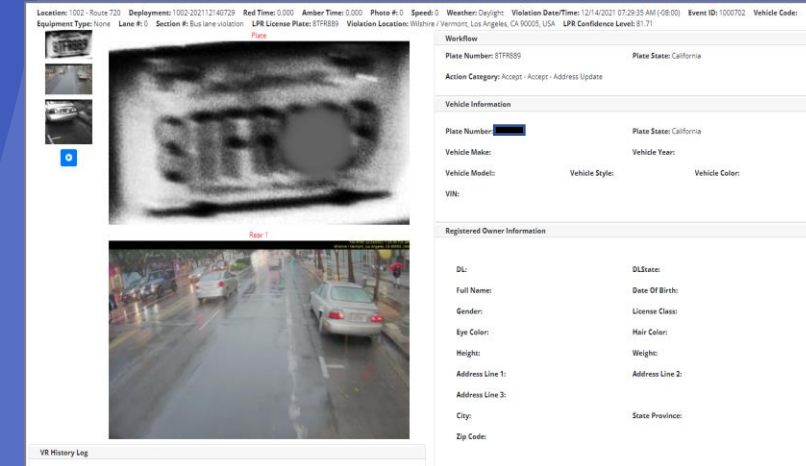 Location: 1002 - Route 720 Deployment: 1002-202112140729 Red Time: 0.000 Amber Time: 0.000 Photo #: 0 Speed: 0 Weather: Daylight Violation Date/Time: 12/14/2021 07:29:35 AM (-08:00) Event ID: 1000702 Vehicle Code:
Equipment Type: None Lane #: 0 Section #: Bus lane violation LPR License Plate: 8TFR889 Violation Location: Wilshire / Vermont, Los Angeles, CA 90005, USA LPR Confidence Level: 81.71
Plate
Workflow
Plate Number: 8TFR889 Plate State: California
Action Category: Accept - Accept - Address Update
Vehicle Information
Plate Number: Plate State: California
Vehicle Make: Vehicle Year:
Vehicle Model: Vehicle Style: Vehicle Color:
VIN:
Rear 1
Registered Owner Information
DL: DLState:
Full Name: Date Of Birth:
Gender: License Class:
Eye Color: Hair Color:
Height: Weight:
Address Line 1: Address Line 2:
Address Line 3:
City: State Province:
Zip Code:
VR History Log